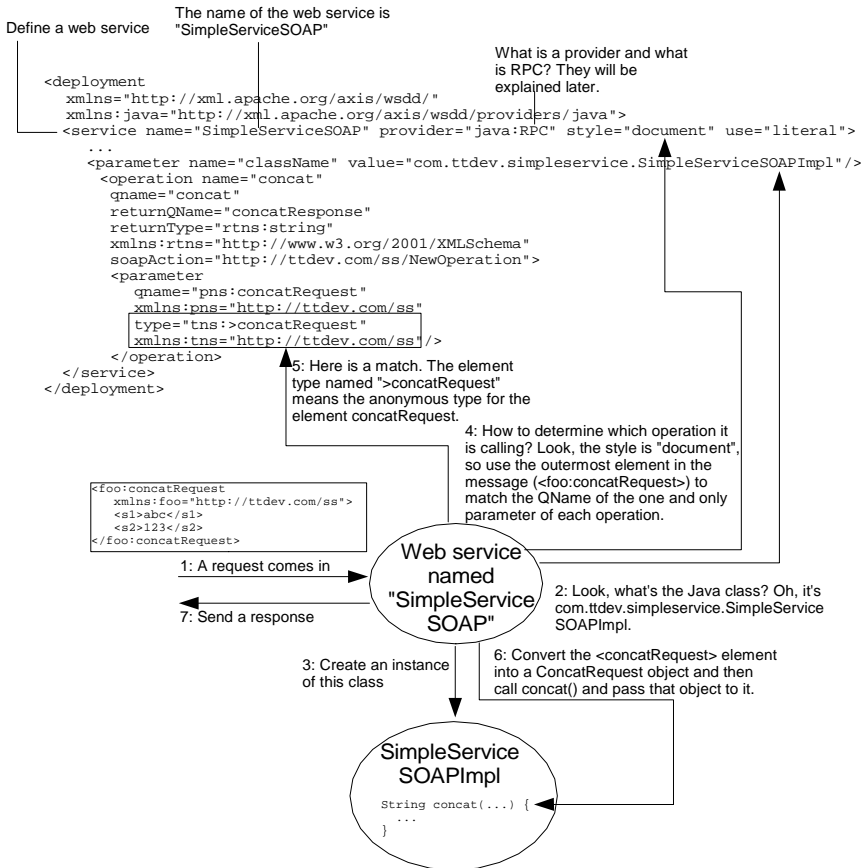 Define a web service
The name of the web service is
"SimpleServiceSOAP"
What is a provider and what
is RPC? They will be
explained later.
<deployment
xmlns="http://xml.apache.org/axis/wsdd/"
xmlns:java="http://xml.apache.org/axis/wsdd/providers/java">
<service name="SimpleServiceSOAP" provider="java:RPC" style="document" use="literal">
...
<parameter name="className" value="com.ttdev.simpleservice.SimpleServiceSOAPImpl"/>
<operation name="concat"
qname="concat"
returnQName="concatResponse"
returnType="rtns:string"
xmlns:rtns="http://www.w3.org/2001/XMLSchema"
soapAction="http://ttdev.com/ss/NewOperation">
<parameter
qname="pns:concatRequest"
xmlns:pns="http://ttdev.com/ss"
type="tns:>concatRequest"
xmlns:tns="http://ttdev.com/ss"/>
</operation>
</service>
</deployment>
5: Here is a match. The element
type named ">concatRequest"
means the anonymous type for the
element concatRequest.
4: How to determine which operation it
is calling? Look, the style is "document",
so use the outermost element in the
message (<foo:concatRequest>) to
match the QName of the one and only
parameter of each operation.
<foo:concatRequest
xmlns:foo="http://ttdev.com/ss">
<s1>abc</s1>
<s2>123</s2>
</foo:concatRequest>
1: A request comes in
7: Send a response
Web service
named
"SimpleService
SOAP"
2: Look, what's the Java class? Oh, it's
com.ttdev.simpleservice.SimpleService
SOAPImpl.
3: Create an instance
of this class
6: Convert the <concatRequest> element
into a ConcatRequest object and then
call concat() and pass that object to it.
SimpleService
SOAPImpl
String concat(...) {
...
}